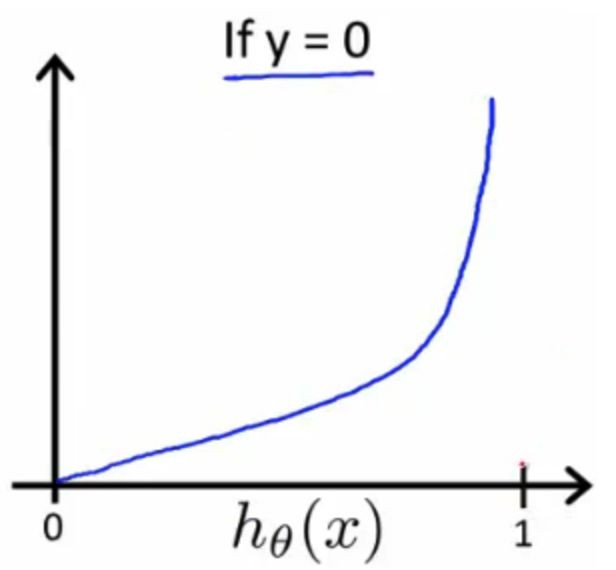 If y = 0
0 hθ(x) 1